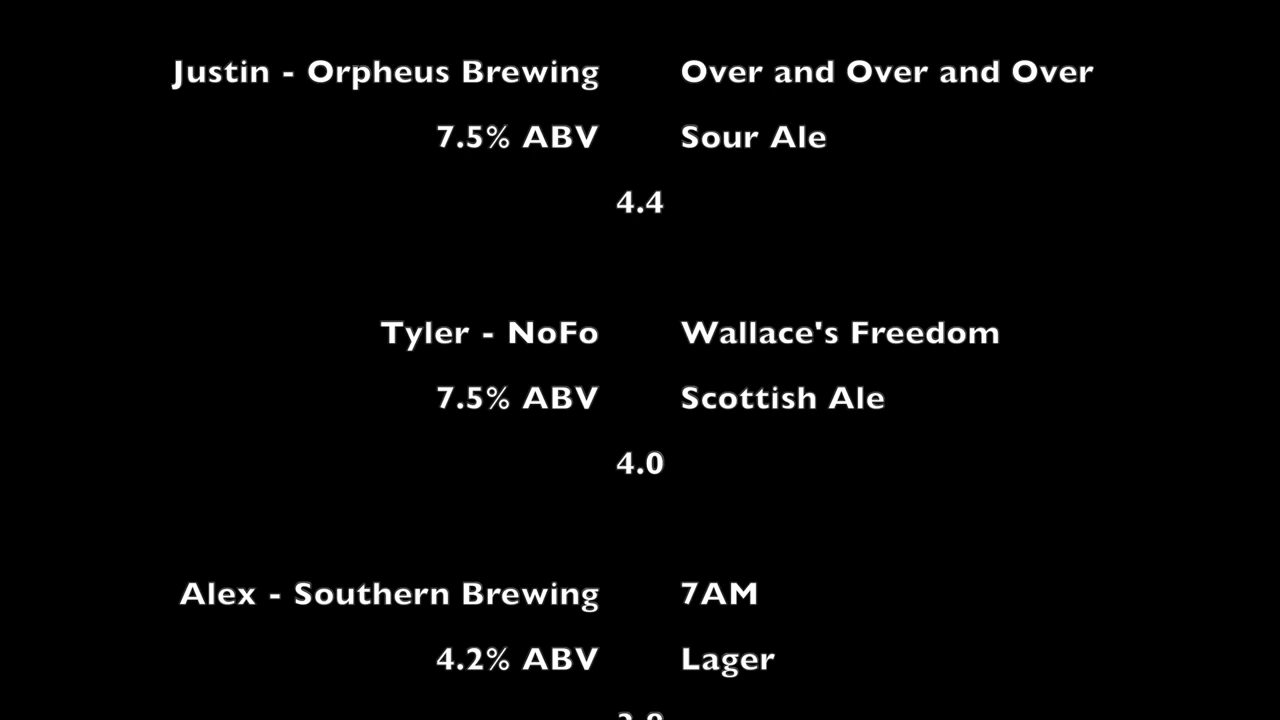 Justin - Orpheus Brewing Over and Over and Over
7.5% ABV Sour Ale
4.4
Tyler - NoFo Wallace's Freedom
7.5% ABV Scottish Ale
4.0
Alex - Southern Brewing 7AM
4.2% ABV Lager